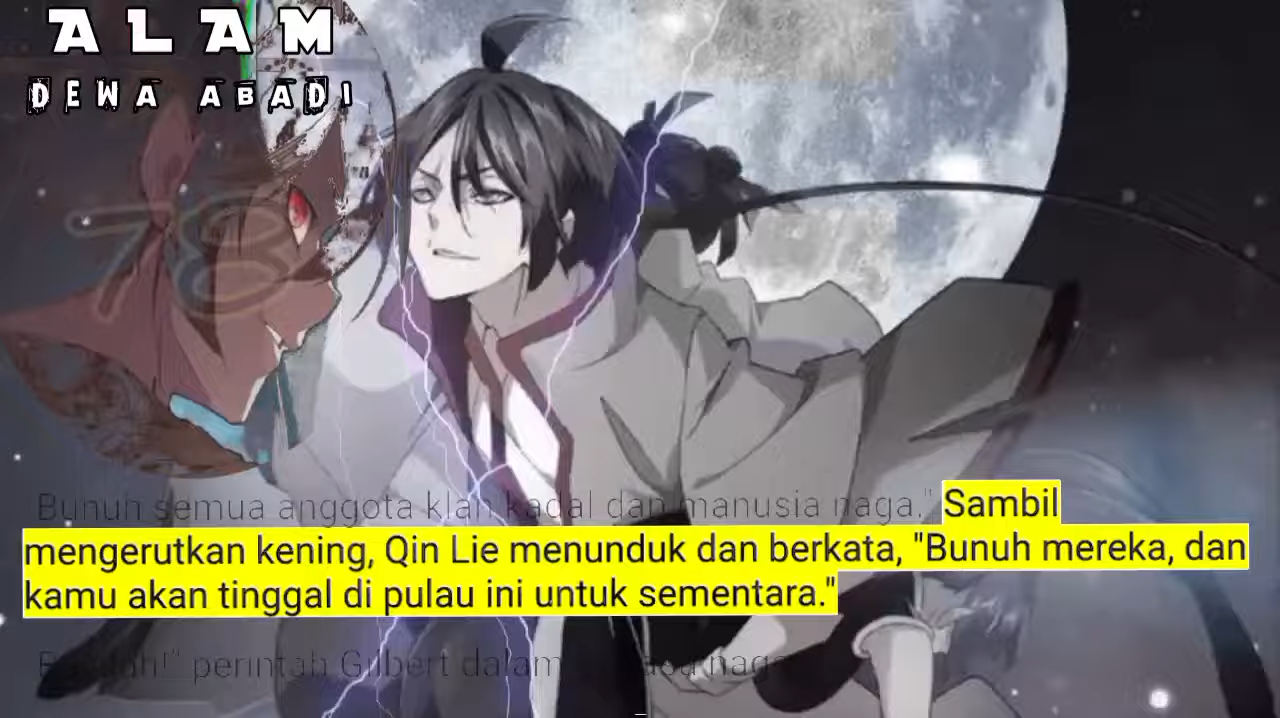 ALAM
DEWA ABADI
78
Bunuh semua anggota klan kadal dan manusia naga." Sambil
mengerutkan kening, Qin Lie menunduk dan berkata, "Bunuh mereka, dan
kamu akan tinggal di pulau ini untuk sementara."
perintah Gilbert dalam